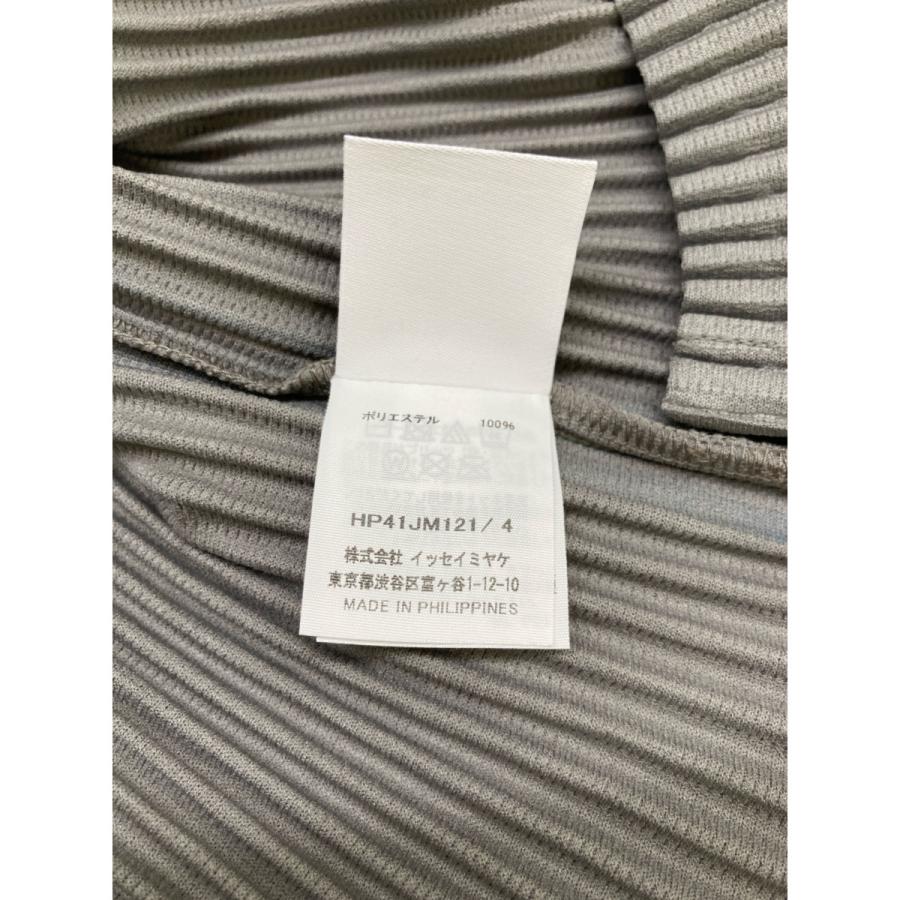 ポリエステル 100%
HP41JM121/ 4
株式会社 イッセイミヤケ
東京都渋谷区富ヶ谷1-12-10
MADE IN PHILIPPINES